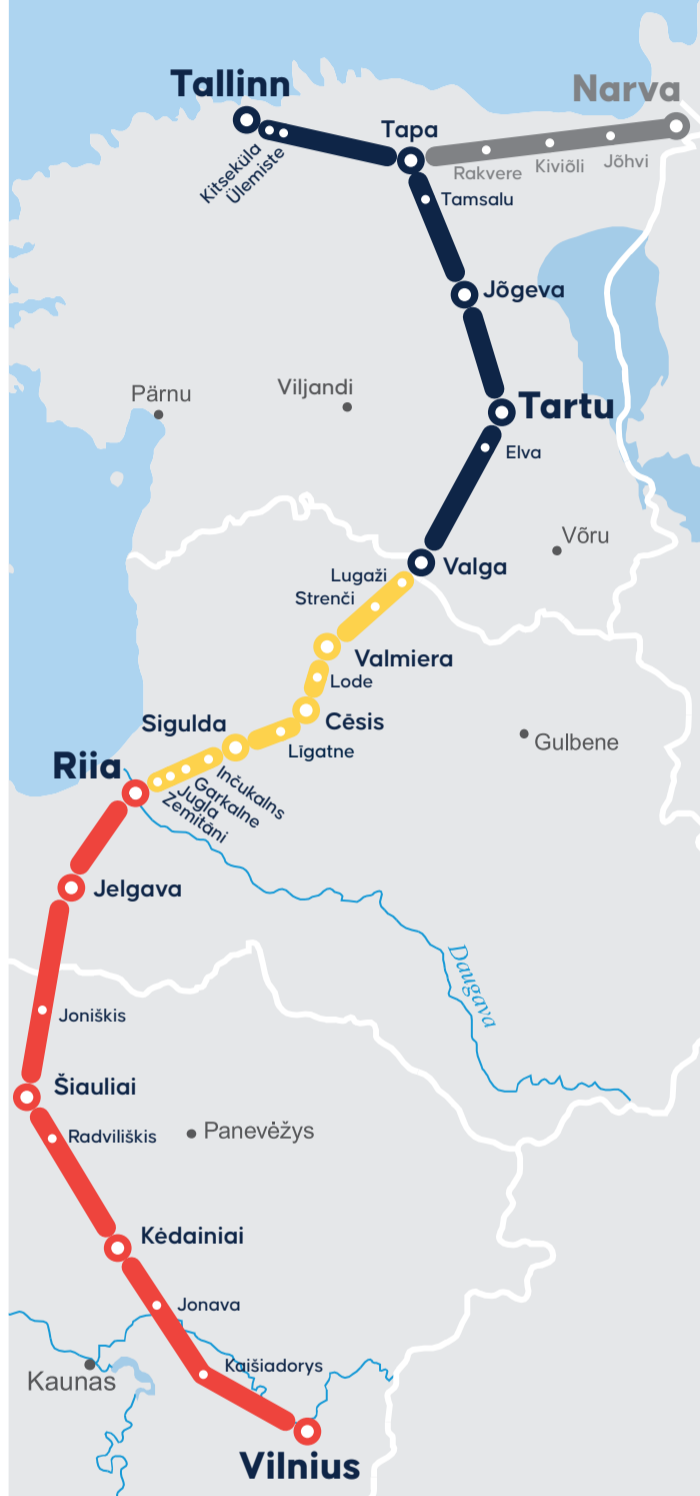 Tallinn
Narva
Tapa
Kitseküla
Ülemiste
Rakvere
Kiviõli
Jõhvi
Tamsalu
Jõgeva
Viljandi
Pärnu
Tartu
Elva
Võru
Valga
Lugaži
Strenči
Valmiera
Lode
Sigulda
Cēsis
Līgatne
Gulbene
Riia
Inčukalns
Garkalne
Jugla
Zemitāni
Jelgava
Daugava
Joniškis
Šiauliai
Radviliškis
Panevėžys
Kėdainiai
Jonava
Kaišiadorys
Kaunas
Vilnius